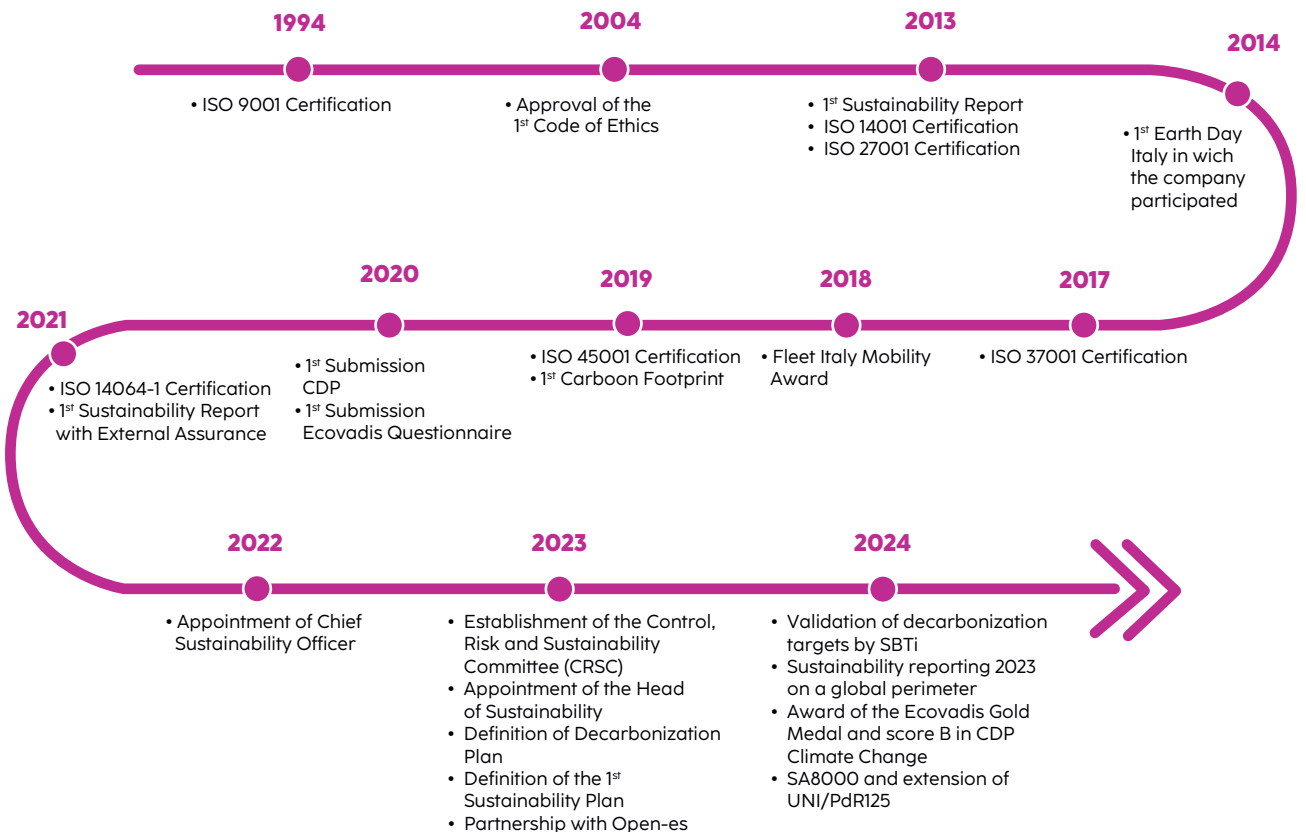 1994
• ISO 9001 Certification
2004
• Approval of the
1st Code of Ethics
2013
• 1st Sustainability Report
• ISO 14001 Certification
• ISO 27001 Certification
2014
• 1st Earth Day
Italy in wich
the company
participated
2017
• ISO 37001 Certification
2018
• Fleet Italy Mobility
Award
2019
• ISO 45001 Certification
• 1st Carboon Footprint
2020
• 1st Submission
CDP
• 1st Submission
Ecovadis Questionnaire
2021
• ISO 14064-1 Certification
• 1st Sustainability Report
with External Assurance
2022
• Appointment of Chief
Sustainability Officer
2023
• Establishment of the Control,
Risk and Sustainability
Committee (CRSC)
• Appointment of the Head
of Sustainability
• Definition of Decarbonization
Plan
• Definition of the 1st
Sustainability Plan
• Partnership with Open-es
2024
• Validation of decarbonization
targets by SBTi
• Sustainability reporting 2023
on a global perimeter
• Award of the Ecovadis Gold
Medal and score B in CDP
Climate Change
• SA8000 and extension of
UNI/PdR125